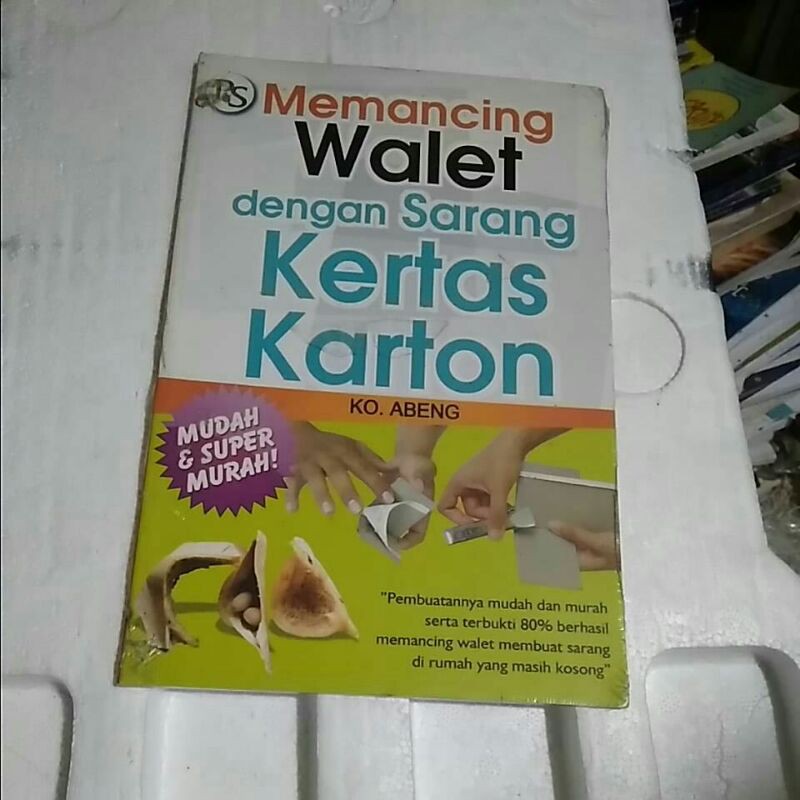 PS
Memancing
Walet
dengan Sarang
Kertas
Karton
KO. ABENG
MUDAH
& SUPER
MURAH!
"Pembuatannya mudah dan murah
serta terbukti 80% berhasil
memancing walet membuat sarang
di rumah yang masih kosong"